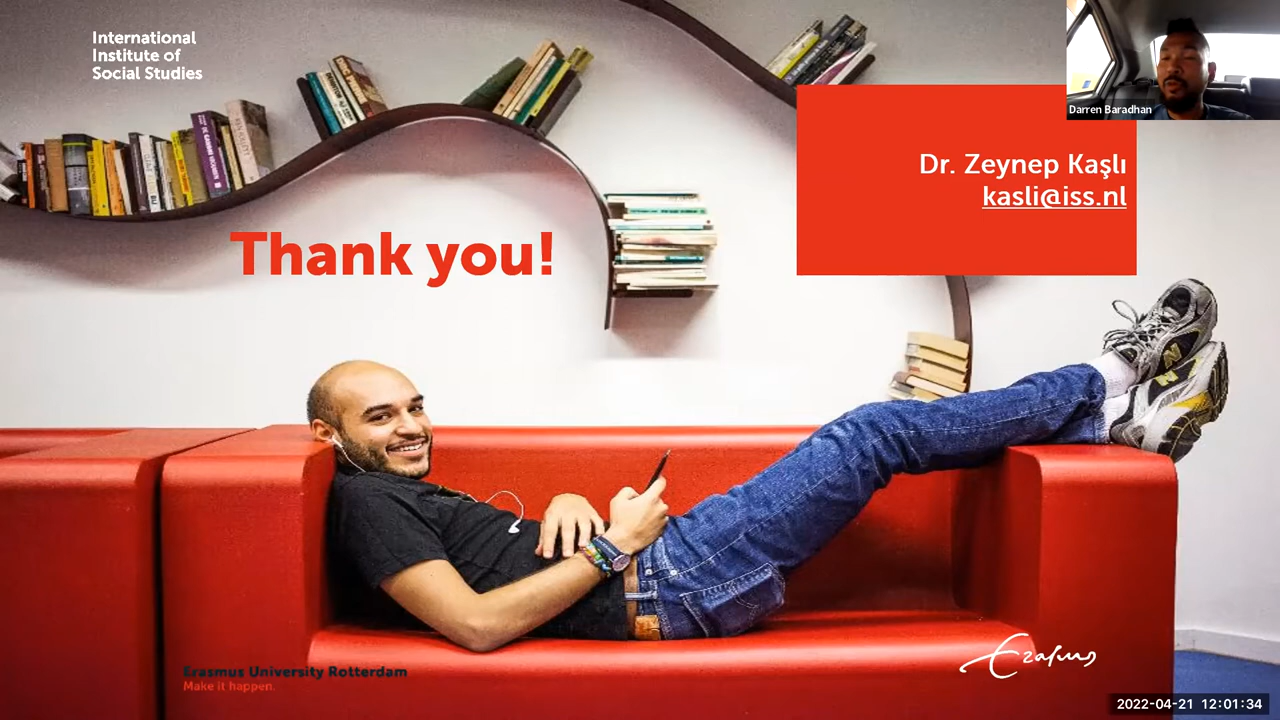 International
Institute of
Social Studies
Darren Baradhan
Dr. Zeynep Kaşlı
kasli@iss.nl
Thank you!
Erasmus University Rotterdam
Make it happen.
Erasmus
2022-04-21 12:01:34